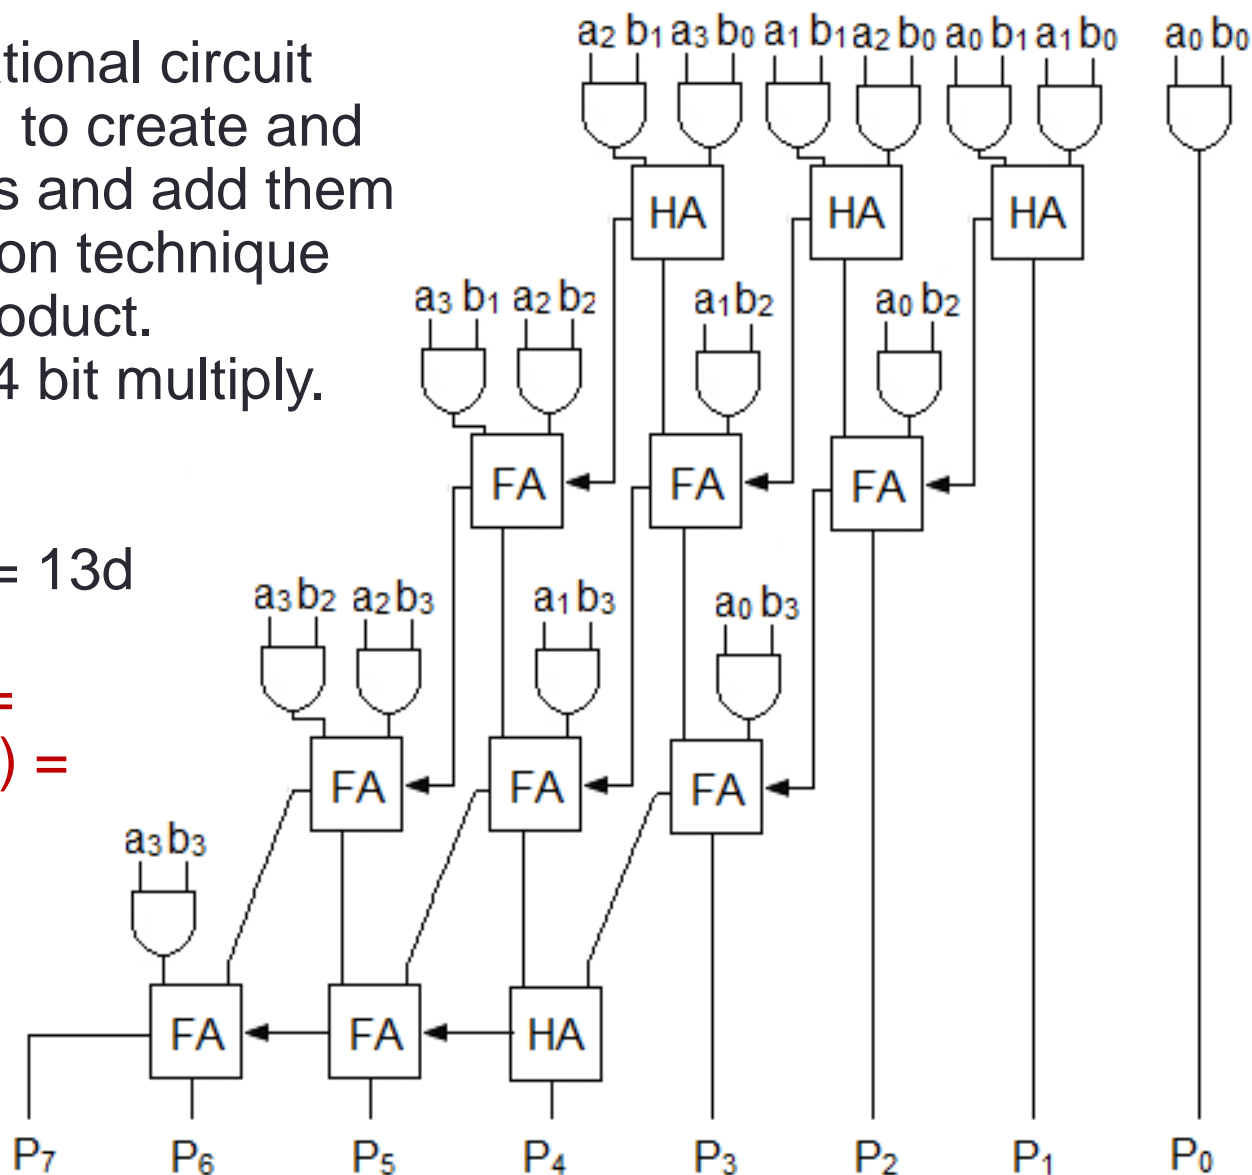 a₂ b₁ a₃ b₀ a₁ b₁ a₂ b₀ a₀ b₁ a₁ b₀ a₀ b₀
tional circuit
to create and
s and add them
on technique
oduct.
4 bit multiply.
HA HA HA
a₃ b₁ a₂ b₂ a₁ b₂ a₀ b₂
FA FA FA
= 13d
a₃ b₂ a₂ b₃ a₁ b₃ a₀ b₃
=
) =
FA FA FA
a₃ b₃
FA FA HA
P₇ P₆ P₅ P₄ P₃ P₂ P₁ P₀